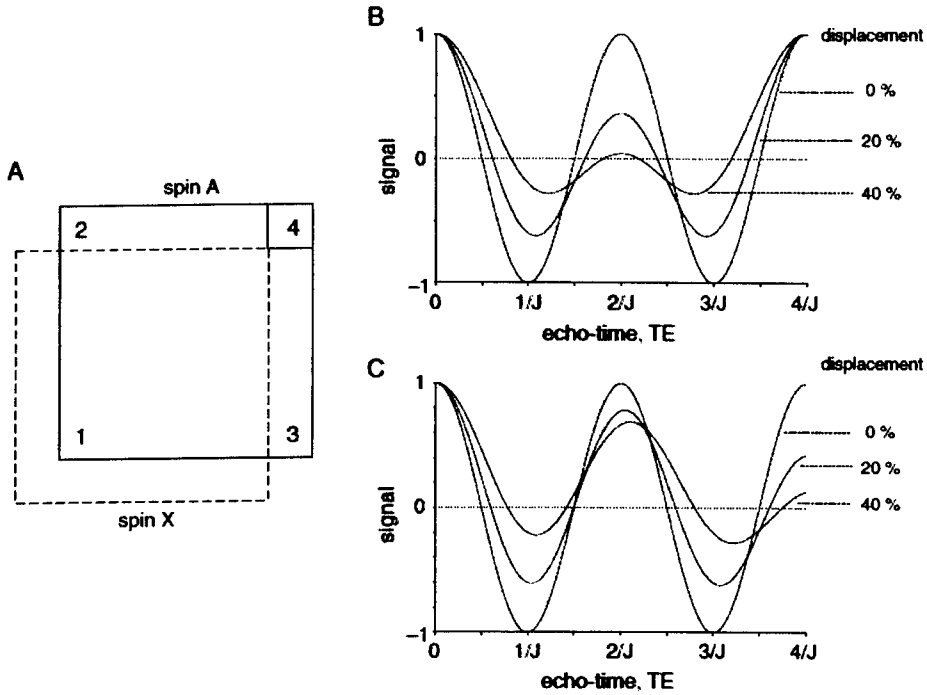 A
spin A
2
4
1
3
spin X
B
displacement
1
0 %
20 %
signal
0
40 %
−1
0
1/J
2/J
3/J
4/J
echo-time, TE
C
displacement
1
0 %
20 %
signal
0
40 %
−1
0
1/J
2/J
3/J
4/J
echo-time, TE